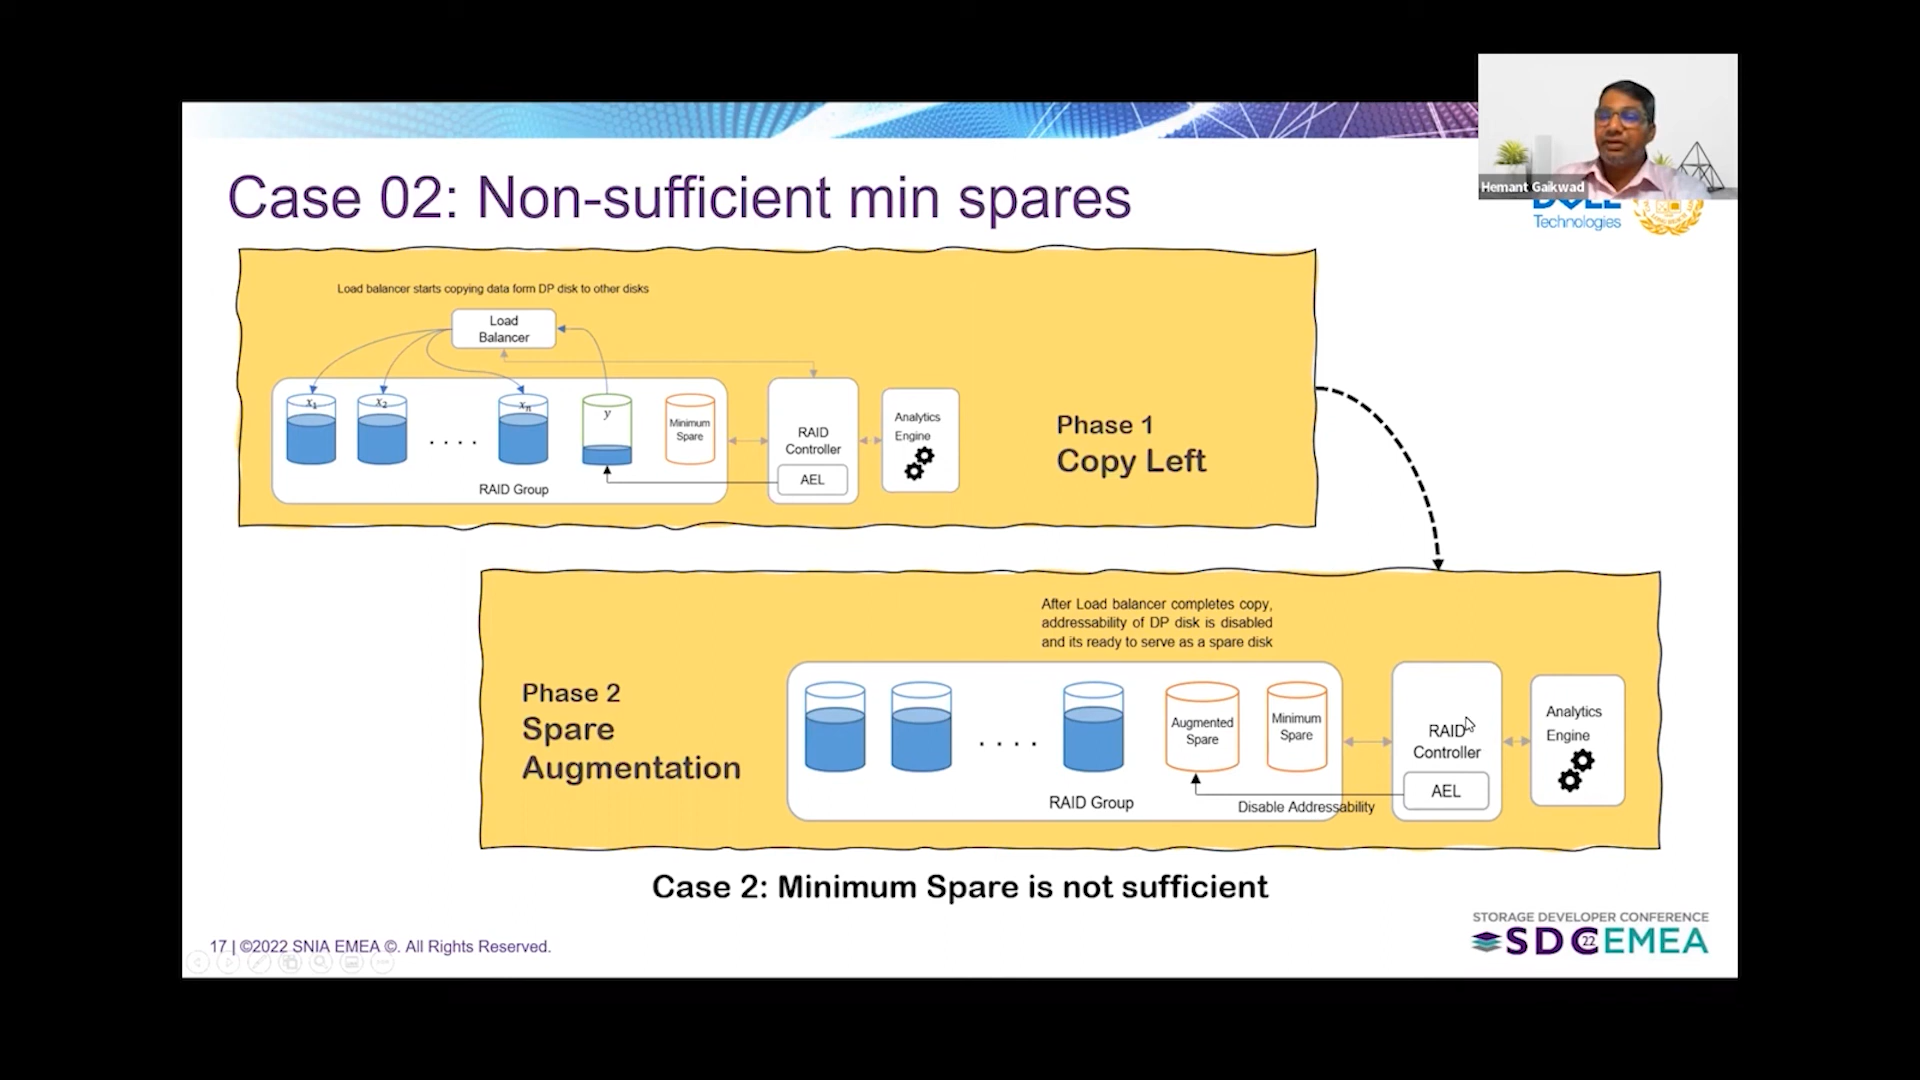 Hemant Gaikwad
Technologies
Case 02: Non-sufficient min spares
Load balancer starts copying data form DP disk to other disks
Load
Balancer
x1
x2
. . . .
xn
y
Minimum
Spare
RAID Group
RAID
Controller
AEL
Analytics
Engine
Phase 1
Copy Left
After Load balancer completes copy,
addressability of DP disk is disabled
and its ready to serve as a spare disk
Phase 2
Spare
Augmentation
. . . .
Augmented
Spare
Minimum
Spare
RAID Group
Disable Addressability
RAID
Controller
AEL
Analytics
Engine
Case 2: Minimum Spare is not sufficient
17 | ©2022 SNIA EMEA ©. All Rights Reserved.
STORAGE DEVELOPER CONFERENCE
SDC22EMEA